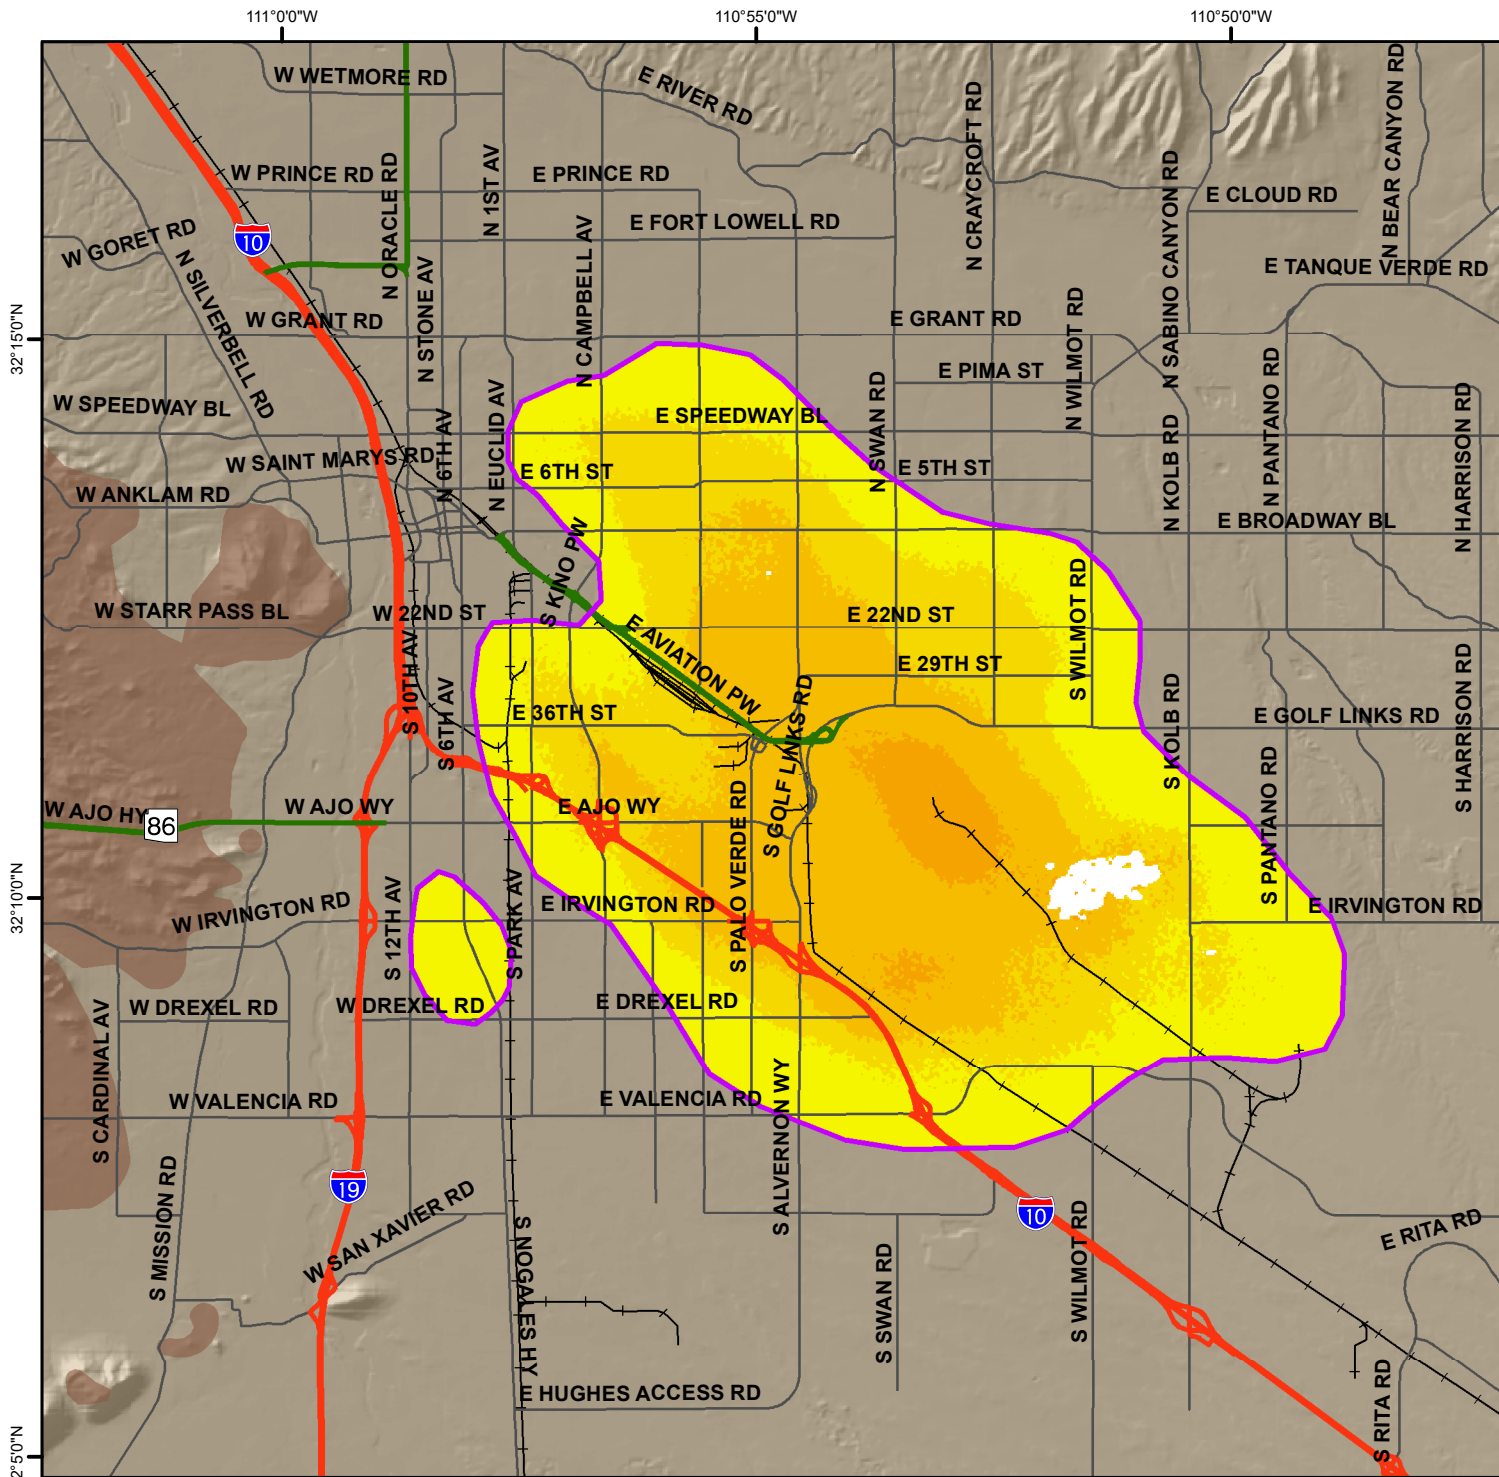 111°0'0"W
110°55'0"W
110°50'0"W
W WETMORE RD
E RIVER RD
N BEAR CANYON RD
N CRAYCROFT RD
W PRINCE RD
N ORACLE RD
N 1ST AV
E PRINCE RD
N SABINO CANYON RD
E CLOUD RD
W GORET RD
10
N CAMPBELL AV
E FORT LOWELL RD
N SILVERBELL RD
N STONE AV
E TANQUE VERDE RD
32°15'0"N
W GRANT RD
E GRANT RD
N WILMOT RD
E PIMA ST
N PANTANO RD
W SPEEDWAY BL
N EUCLID AV
E SPEEDWAY BL
N SWAN RD
N HARRISON RD
N 6TH AV
W SAINT MARYS RD
E 6TH ST
E 5TH ST
N KOLB RD
W ANKLAM RD
E BROADWAY BL
S KINO PW
W STARR PASS BL
W 22ND ST
E AVIATION PW
E 22ND ST
S WILMOT RD
E 29TH ST
S 10TH AV
S 6TH AV
E 36TH ST
S GOLF LINKS RD
S KOLB RD
E GOLF LINKS RD
S HARRISON RD
W AJO HY
86
W AJO WY
E AJO WY
S PALO VERDE RD
S PANTANO RD
32°10'0"N
W IRVINGTON RD
S 12TH AV
S PARK AV
E IRVINGTON RD
E IRVINGTON RD
S CARDINAL AV
W DREXEL RD
W DREXEL RD
E DREXEL RD
W VALENCIA RD
E VALENCIA RD
S ALVERNON WY
S MISSION RD
19
W SAN XAVIER RD
10
S NOGALES HY
S SWAN RD
S WILMOT RD
E RITA RD
E HUGHES ACCESS RD
S RITA RD
2°5'0"N